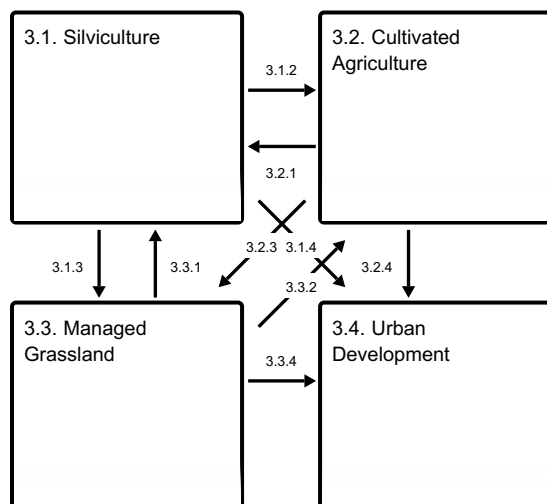 3.1. Silviculture
3.2. Cultivated
Agriculture
3.1.2
3.2.1
3.1.3
3.3.1
3.2.3
3.1.4
3.3.2
3.2.4
3.3. Managed
Grassland
3.4. Urban
Development
3.3.4